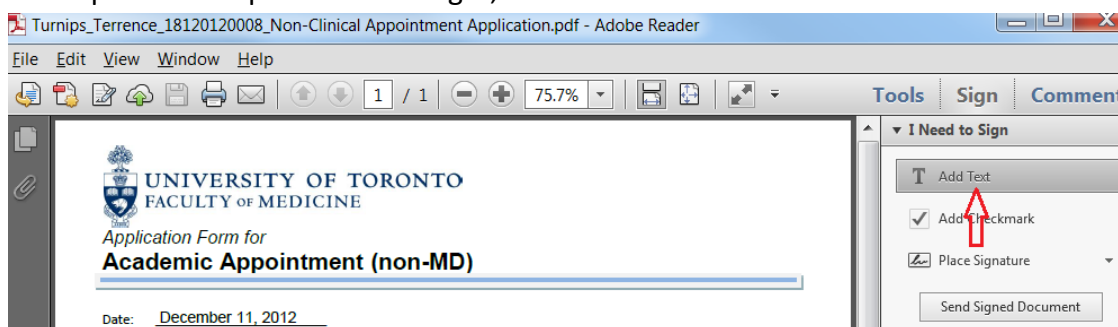 Turnips_Terrence_18120120008_Non-Clinical Appointment Application.pdf - Adobe Reader
File Edit View Window Help
1 / 1 75.7% Tools Sign Comment
I Need to Sign
UNIVERSITY OF TORONTO
FACULTY OF MEDICINE
Application Form for
Academic Appointment (non-MD)
Date: December 11, 2012
T Add Text
Add Checkmark
Place Signature
Send Signed Document